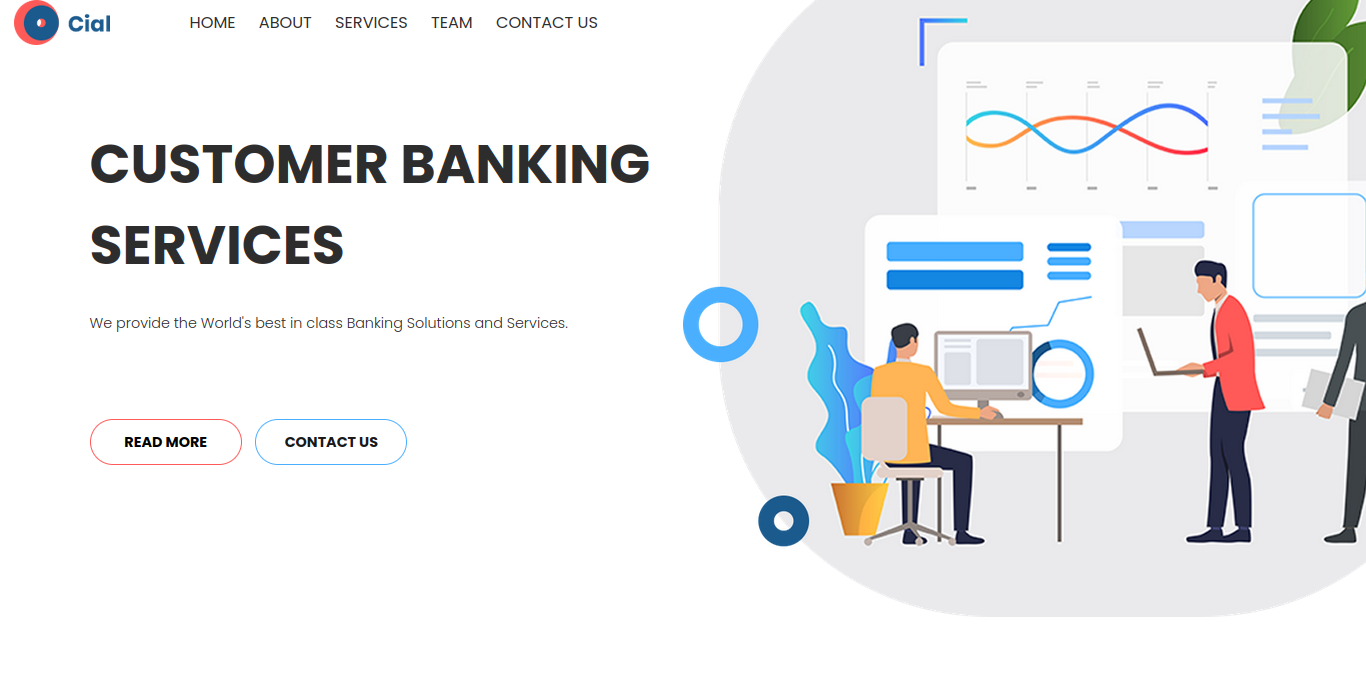 Cial
HOME ABOUT SERVICES TEAM CONTACT US
CUSTOMER BANKING
SERVICES
We provide the World's best in class Banking Solutions and Services.
READ MORE CONTACT US